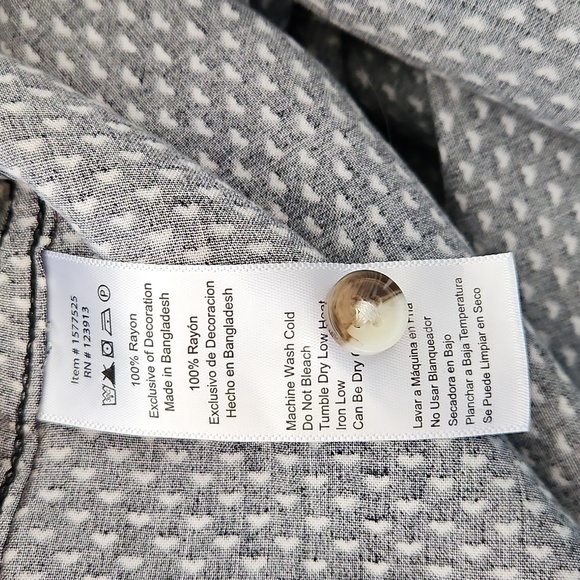 Item # 1577525
RN # 123913
100% Rayon
Exclusive of Decoration
Made in Bangladesh
100% Rayón
Exclusivo de Decoracion
Hecho en Bangladesh
Machine Wash Cold
Do Not Bleach
Tumble Dry Low Heat
Iron Low
Can Be Dry
Lavar a Máquina en Fria
No Usar Blanqueador
Secadora en Bajo
Planchar a Baja Temperatura
Se Puede Limpiar en Seco